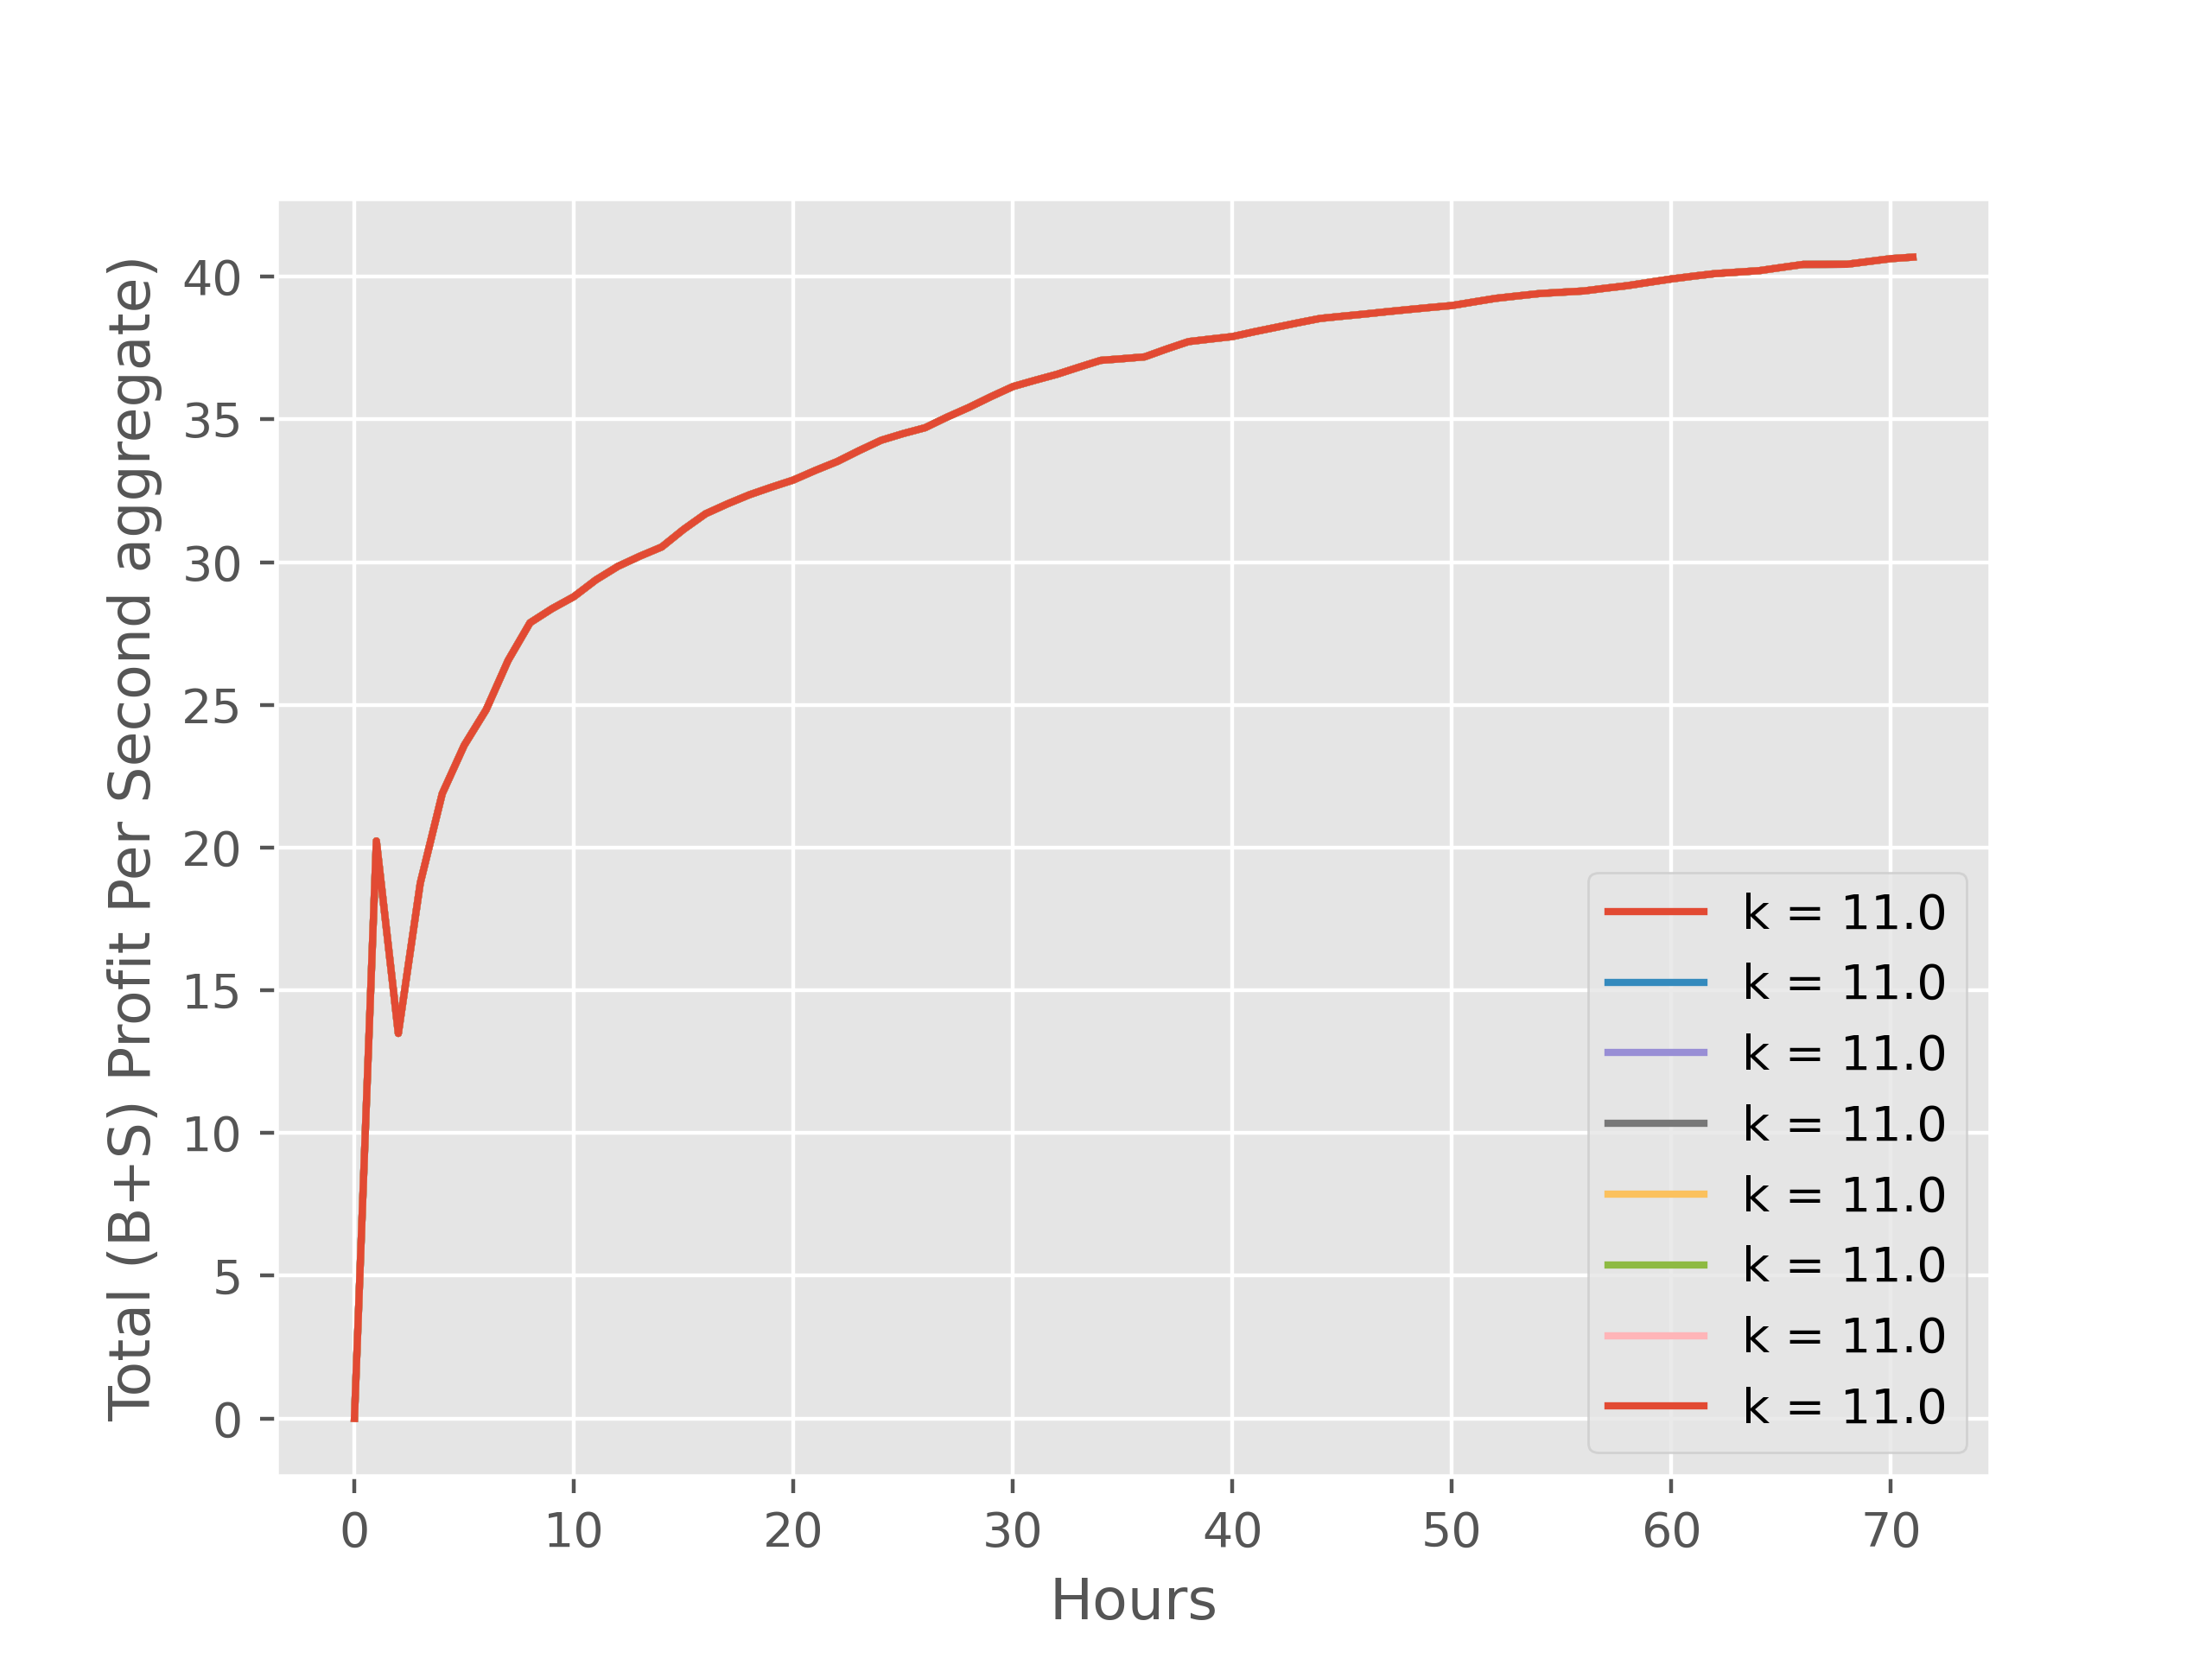 Total (B+S) Profit Per Second aggregate)
40
35
30
25
20
15
10
5
0
k = 11.0
k = 11.0
k = 11.0
k = 11.0
k = 11.0
k = 11.0
k = 11.0
k = 11.0
0 10 20 30 40 50 60 70
Hours